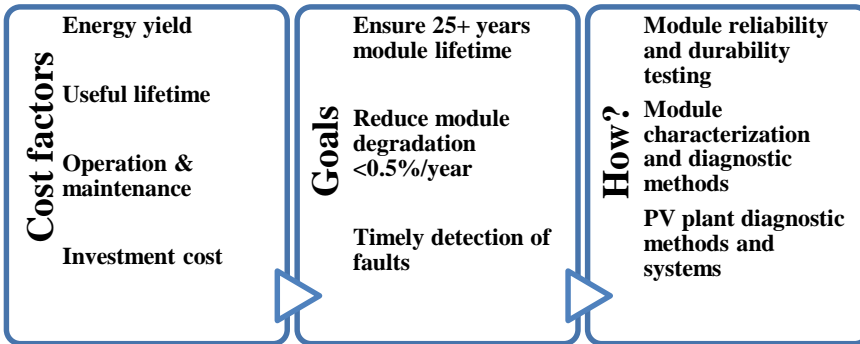 Cost factors
Energy yield
Useful lifetime
Operation &
maintenance
Investment cost
Goals
Ensure 25+ years
module lifetime
Reduce module
degradation
<0.5%/year
Timely detection of
faults
How?
Module reliability
and durability
testing
Module
characterization
and diagnostic
methods
PV plant diagnostic
methods and
systems